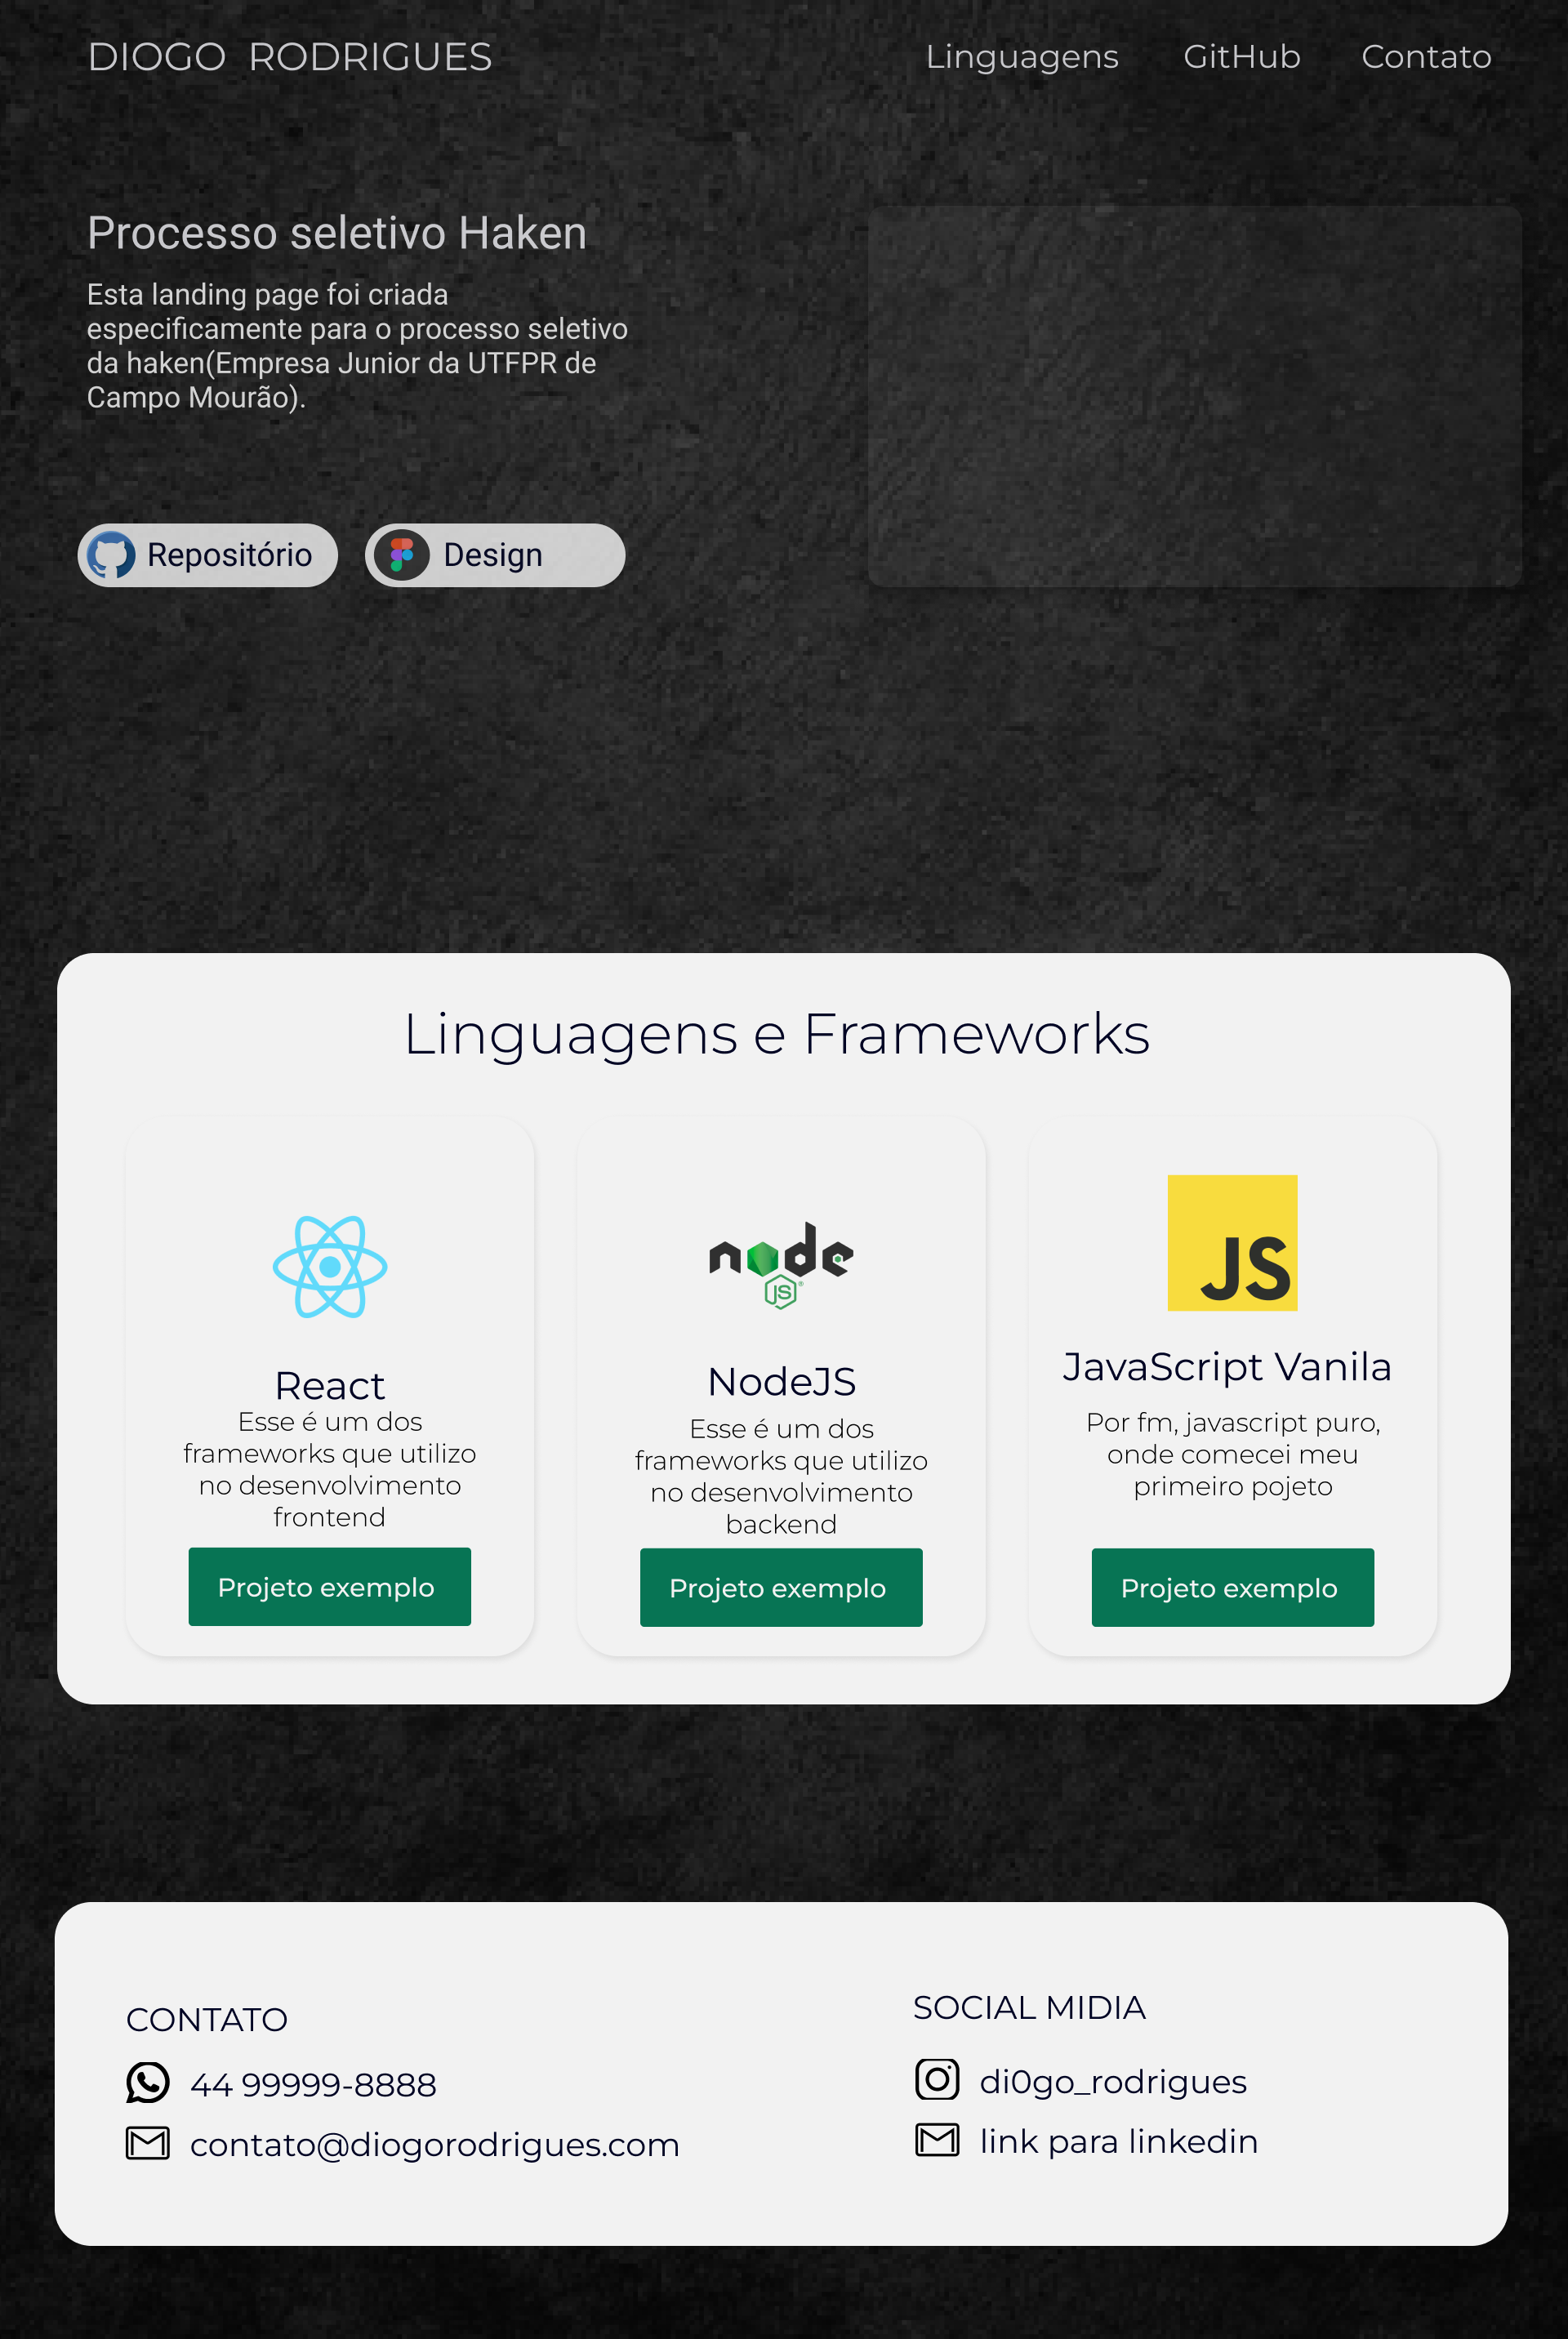 DIOGO RODRIGUES
Linguagens GitHub Contato
Processo seletivo Haken
Esta landing page foi criada
especificamente para o processo seletivo
da haken(Empresa Junior da UTFPR de
Campo Mourão).
Repositório
Design
Linguagens e Frameworks
React
Esse é um dos
frameworks que utilizo
no desenvolvimento
frontend
Projeto exemplo
node
JS
NodeJS
Esse é um dos
frameworks que utilizo
no desenvolvimento
backend
Projeto exemplo
JS
JavaScript Vanila
Por fm, javascript puro,
onde comecei meu
primeiro pojeto
Projeto exemplo
CONTATO
44 99999-8888
contato@diogorodrigues.com
SOCIAL MIDIA
di0go_rodrigues
link para linkedin